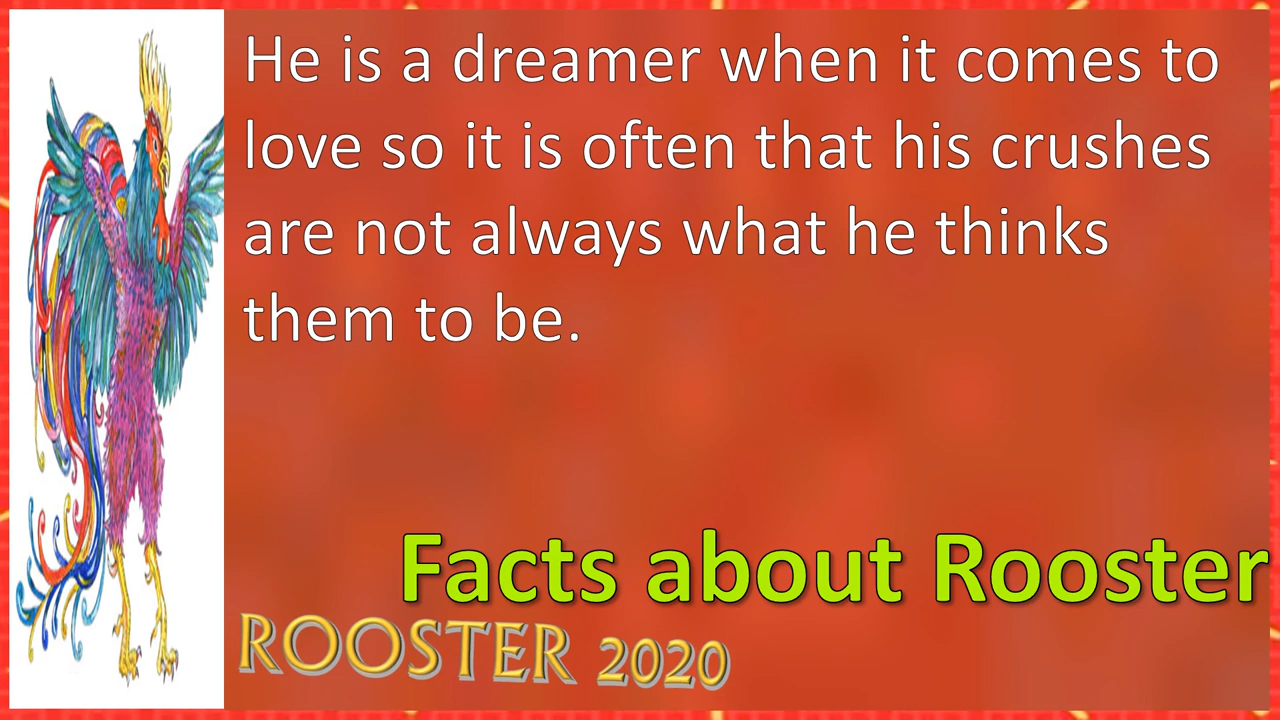 He is a dreamer when it comes to
love so it is often that his crushes
are not always what he thinks
them to be.
Facts about Rooster
ROOSTER 2020